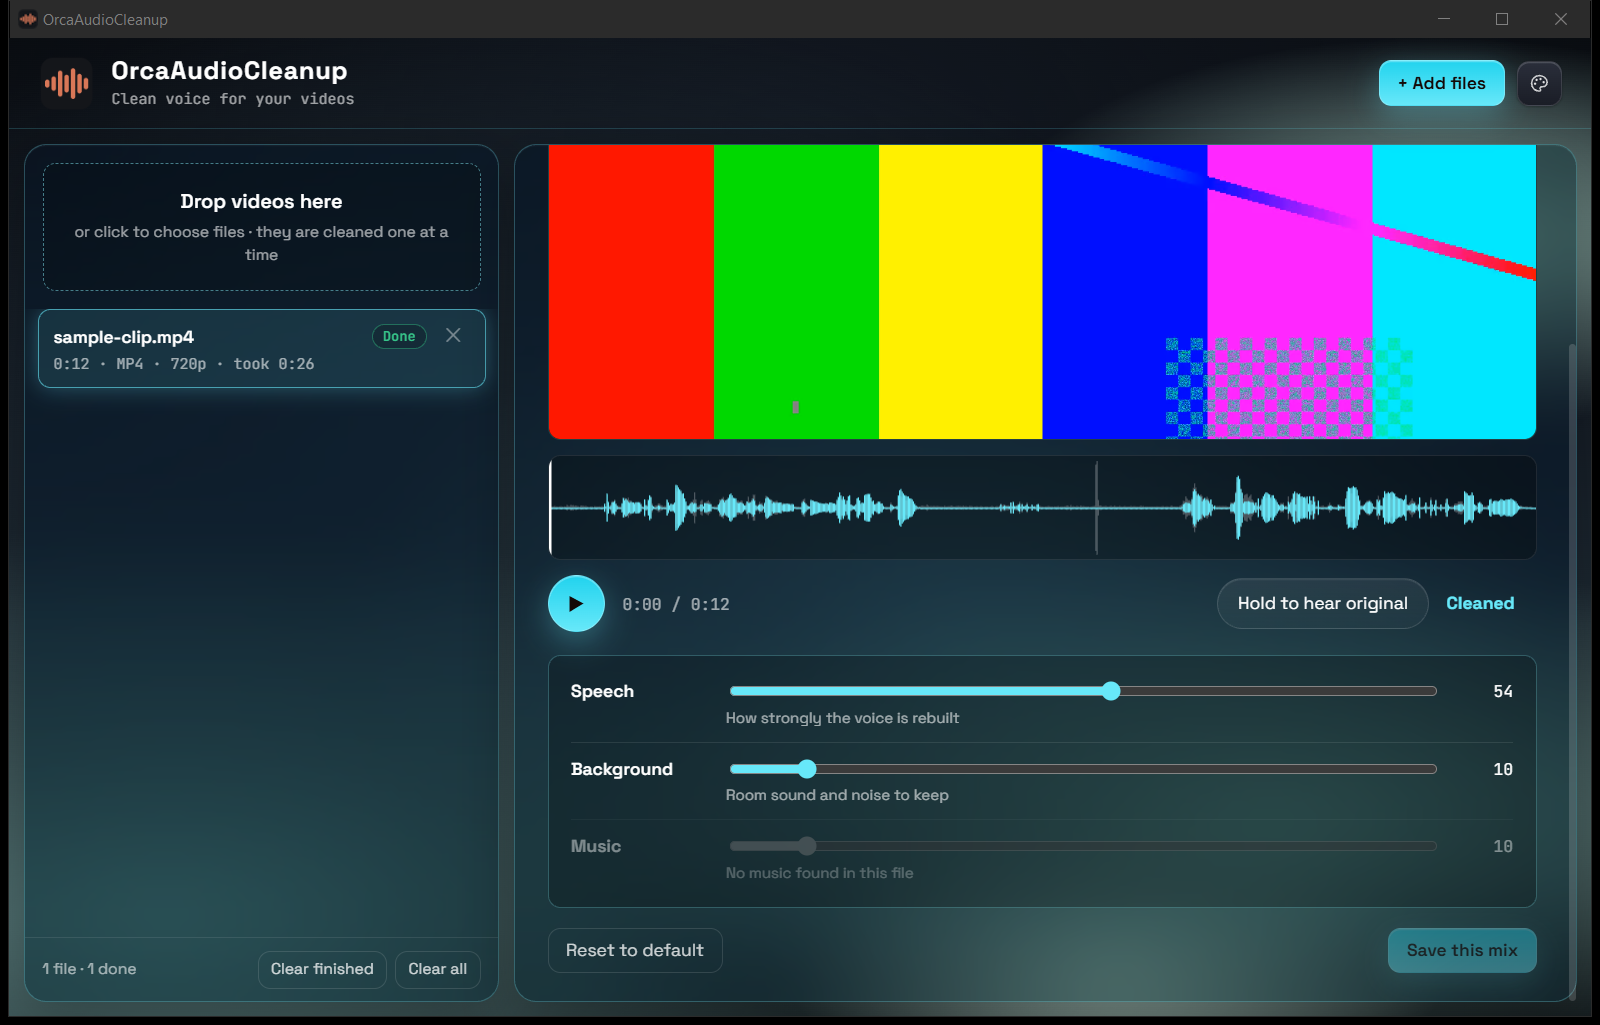 OrcaAudioCleanup
OrcaAudioCleanup
Clean voice for your videos
+ Add files
Drop videos here
or click to choose files · they are cleaned one at a
time
sample-clip.mp4
Done
0:12 · MP4 · 720p · took 0:26
1 file · 1 done
Clear finished
Clear all
0:00 / 0:12
Hold to hear original
Cleaned
Speech
54
How strongly the voice is rebuilt
Background
10
Room sound and noise to keep
Music
10
No music found in this file
Reset to default
Save this mix